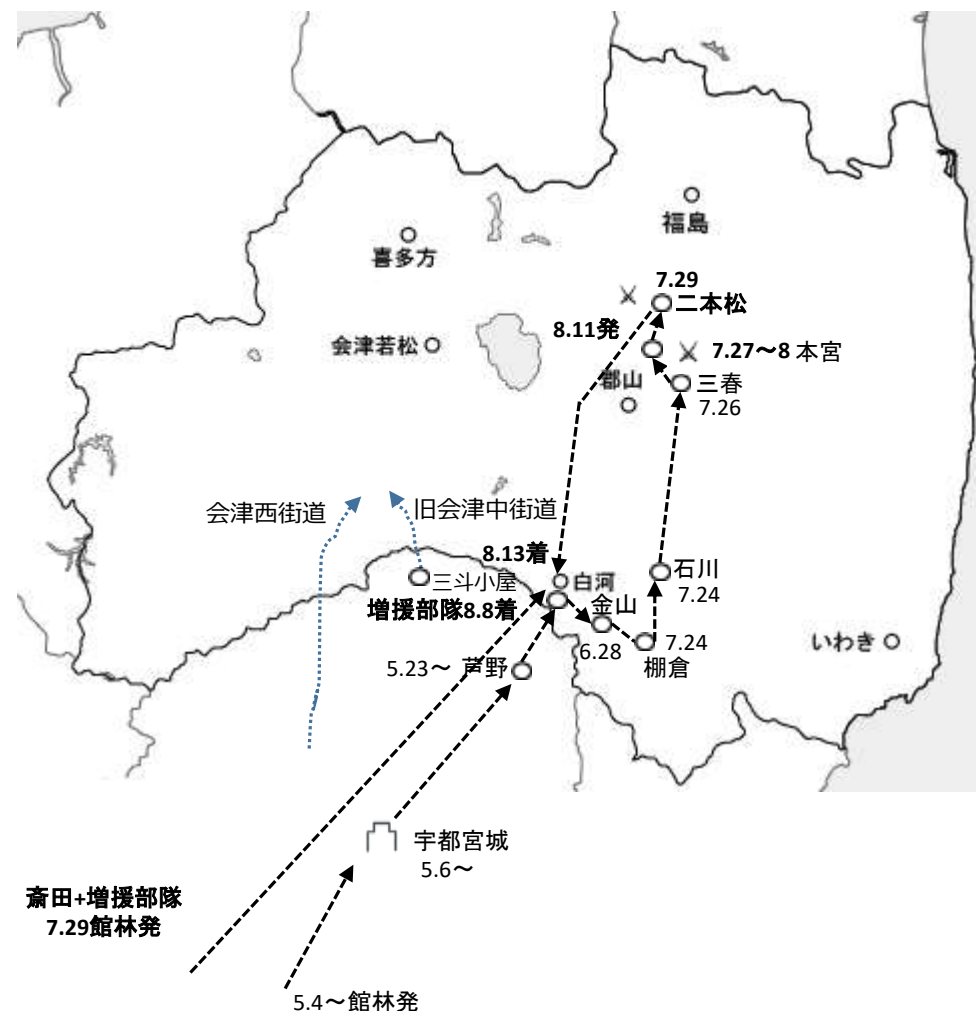 福島
喜多方
7.29
二本松
8.11発
会津若松
7.27～8 本宮
郡山
三春
7.26
会津西街道
旧会津中街道
8.13着
三斗小屋
白河
石川
7.24
増援部隊8.8着
金山
6.28
7.24
棚倉
いわき
5.23～ 芦野
宇都宮城
5.6～
斎田+増援部隊
7.29館林発
5.4～館林発